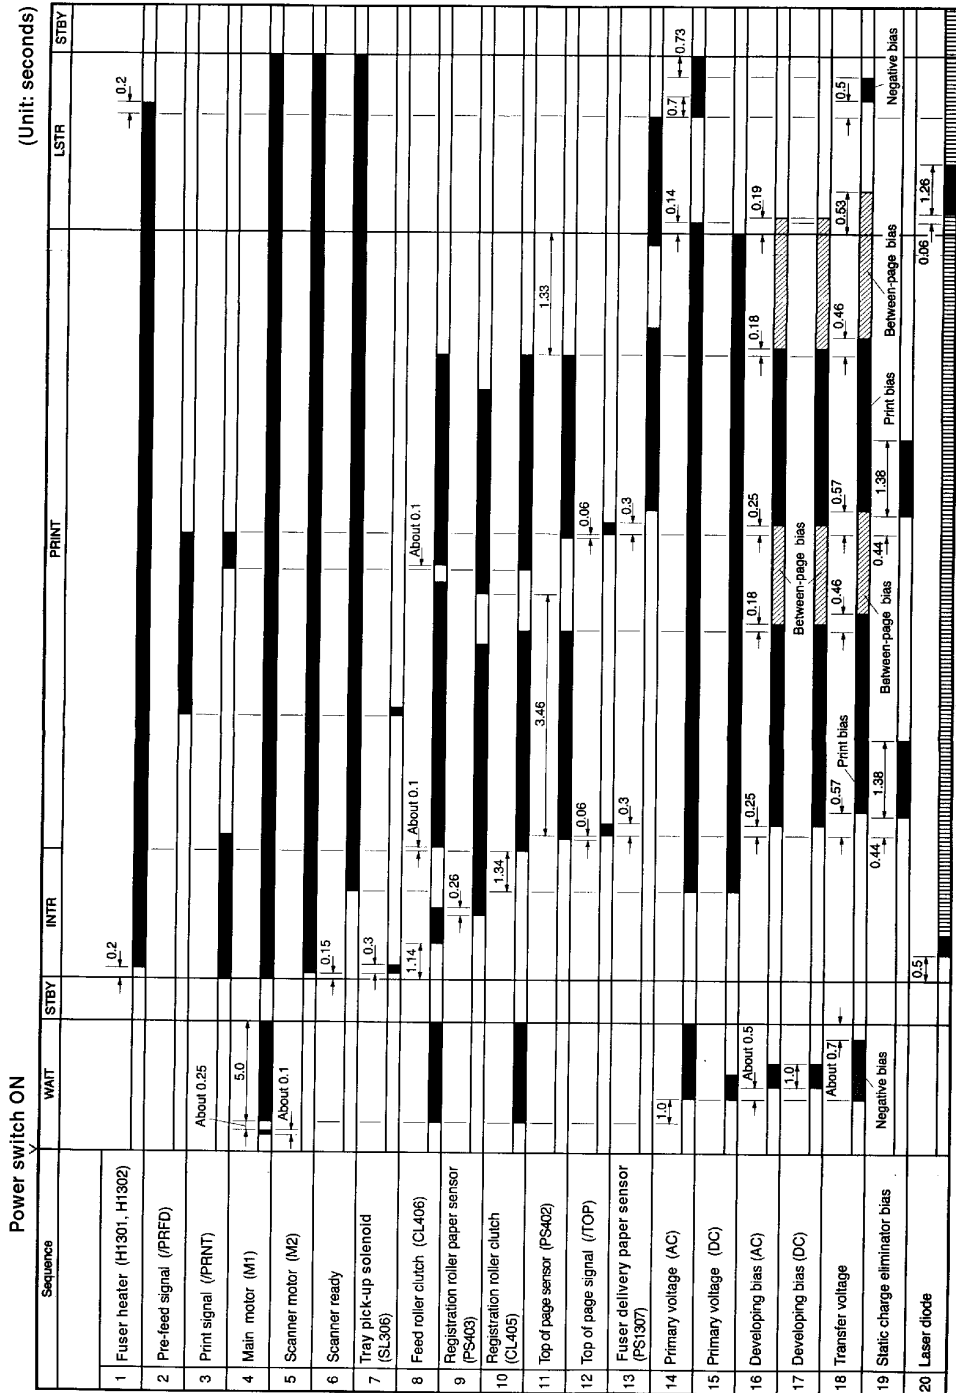 Power switch ON
(Unit: seconds)
Sequence WAIT STBY INTR PRINT LSTR STBY
1 Fuser heater (H1301, H1302) 0.2 0.2
2 Pre-feed signal (/PRFD)
3 Print signal (/PRNT) About 0.25
4 Main motor (M1) 5.0
5 Scanner motor (M2) About 0.1
6 Scanner ready 0.15
7 Tray pick-up solenoid (SL306) 0.3
8 Feed roller clutch (CL406) 1.14 About 0.1 About 0.1
9 Registration roller paper sensor (PS403) 0.26
10 Registration roller clutch (CL405) 1.34
11 Top of page sensor (PS402) 3.46 1.33
12 Top of page signal (/TOP) 0.06 0.06
13 Fuser delivery paper sensor (PS1307) 0.3 0.3
14 Primary voltage (AC) 1.0 0.14 0.7 0.73
15 Primary voltage (DC)
16 Developing bias (AC) About 0.5 0.25 0.18 0.25 0.18 0.19
17 Developing bias (DC) 1.0 Between-page bias
18 Transfer voltage About 0.7 0.57 Print bias 0.46 0.57 0.46 0.53 0.5
19 Static charge eliminator bias Negative bias 0.44 1.38 Between-page bias 0.44 1.38 Print bias Between-page bias 0.06 1.26 Negative bias
20 Laser diode 0.5